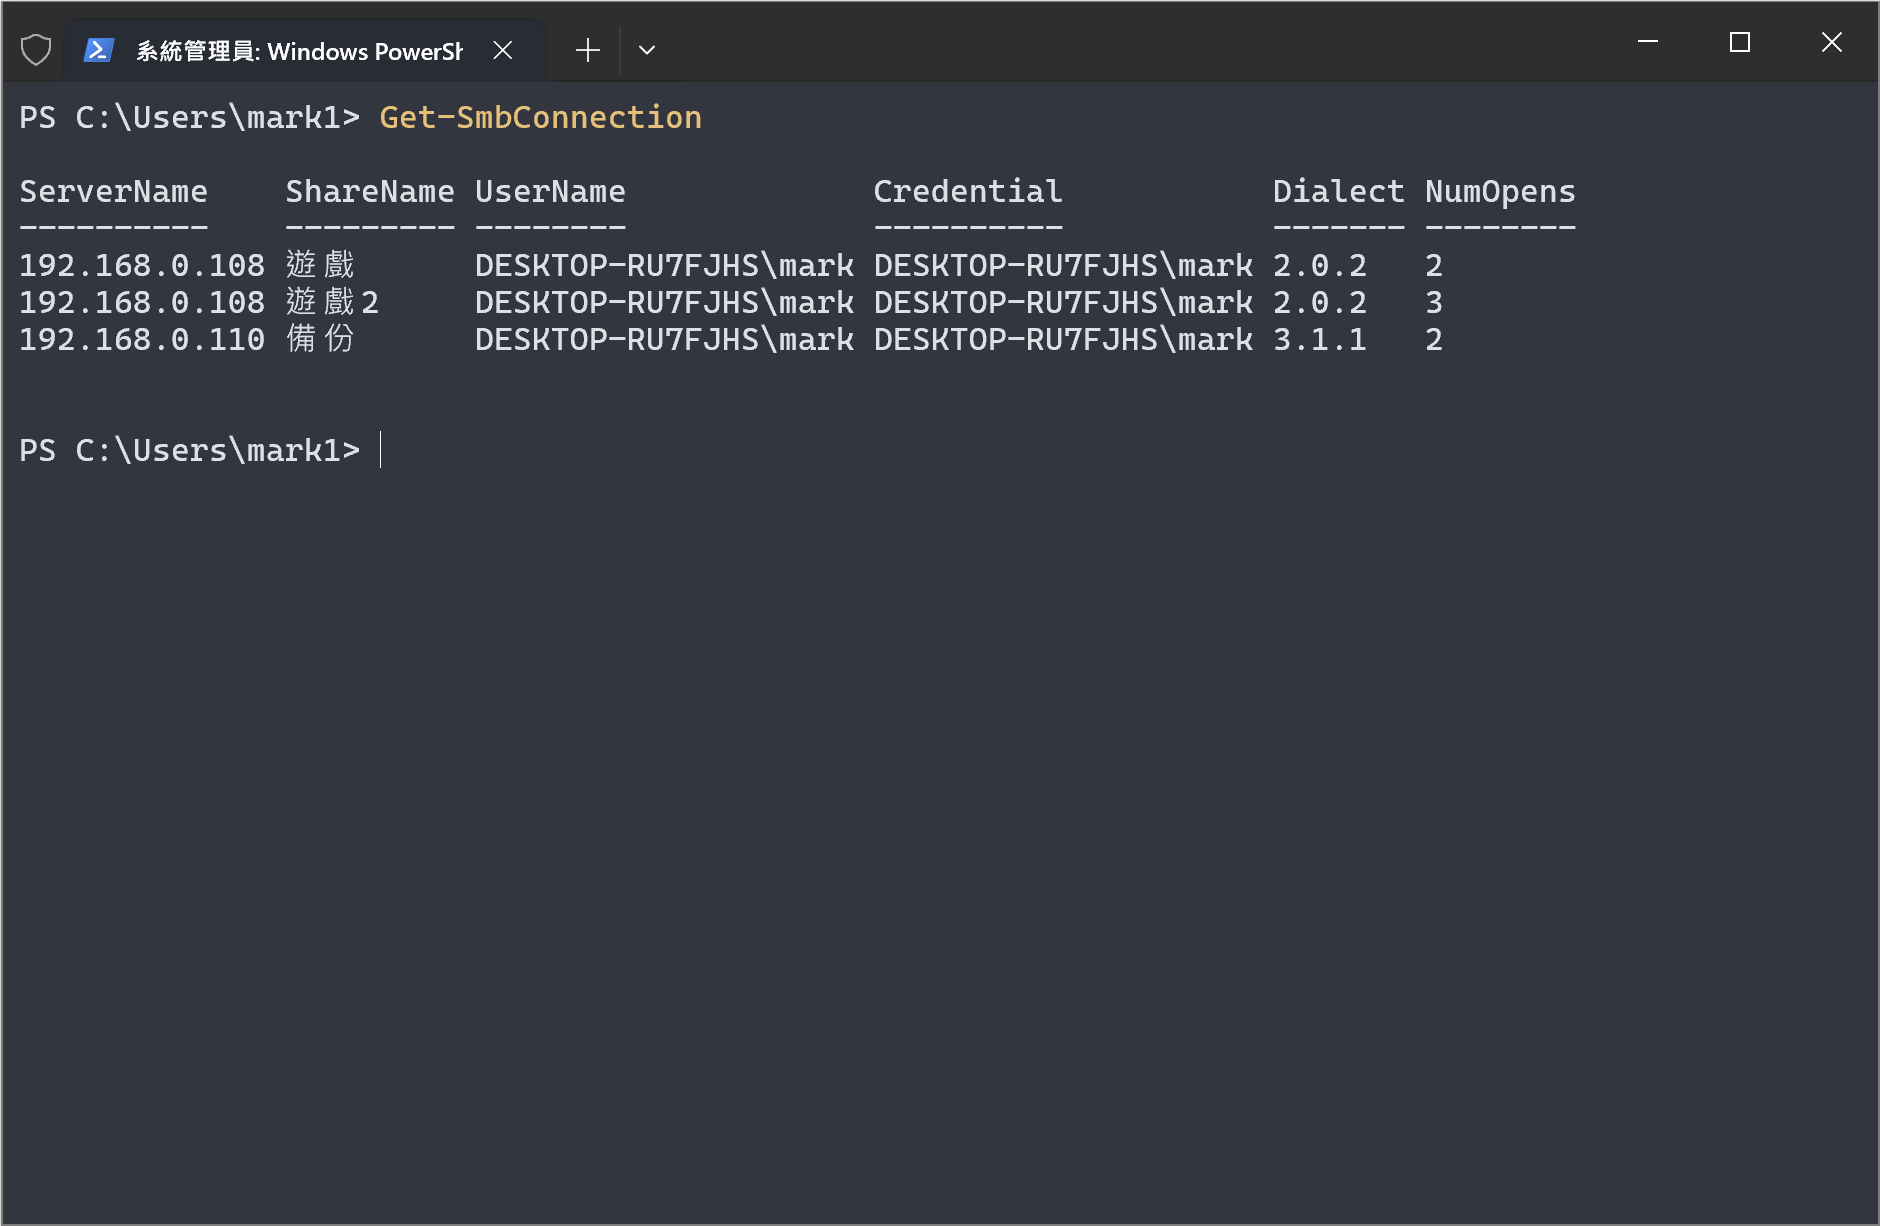 系統管理員: Windows PowerSh
PS C:\Users\mark1> Get-SmbConnection
ServerName    ShareName UserName             Credential           Dialect NumOpens
----------    --------- --------             ----------           ------- --------
192.168.0.108 遊戲      DESKTOP-RU7FJHS\mark DESKTOP-RU7FJHS\mark 2.0.2   2
192.168.0.108 遊戲2     DESKTOP-RU7FJHS\mark DESKTOP-RU7FJHS\mark 2.0.2   3
192.168.0.110 備份      DESKTOP-RU7FJHS\mark DESKTOP-RU7FJHS\mark 3.1.1   2
PS C:\Users\mark1>